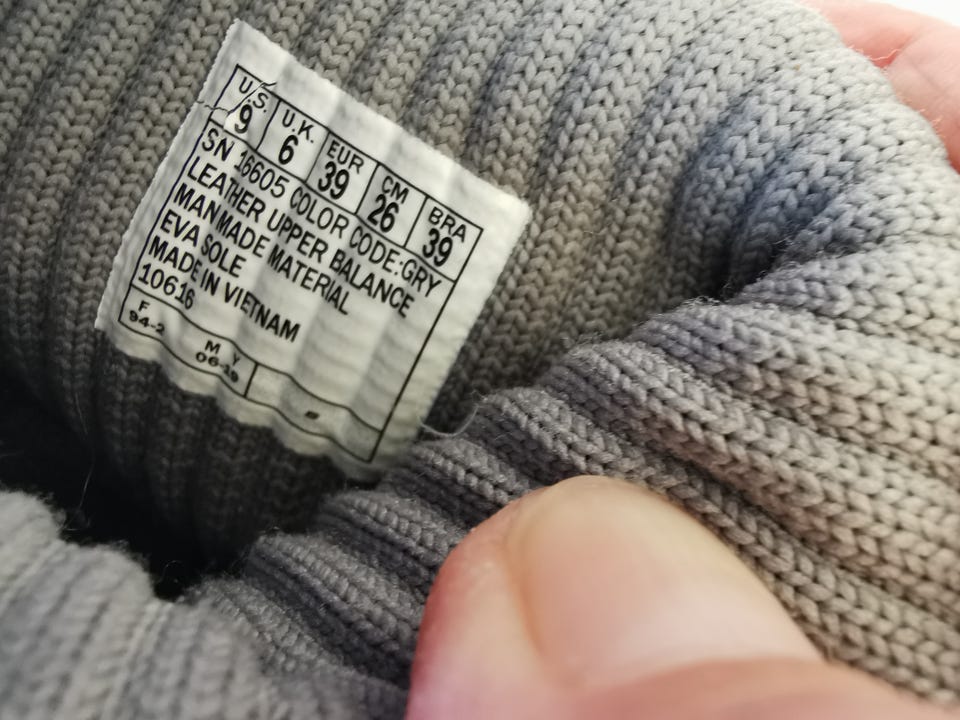 U.S. U.K. EUR CM BRA
9 6 39 26 39
SN 16605 COLOR CODE:GRY
LEATHER UPPER BALANCE
MANMADE MATERIAL
EVA SOLE
MADE IN VIETNAM
10616
F M Y
94-2 06-19